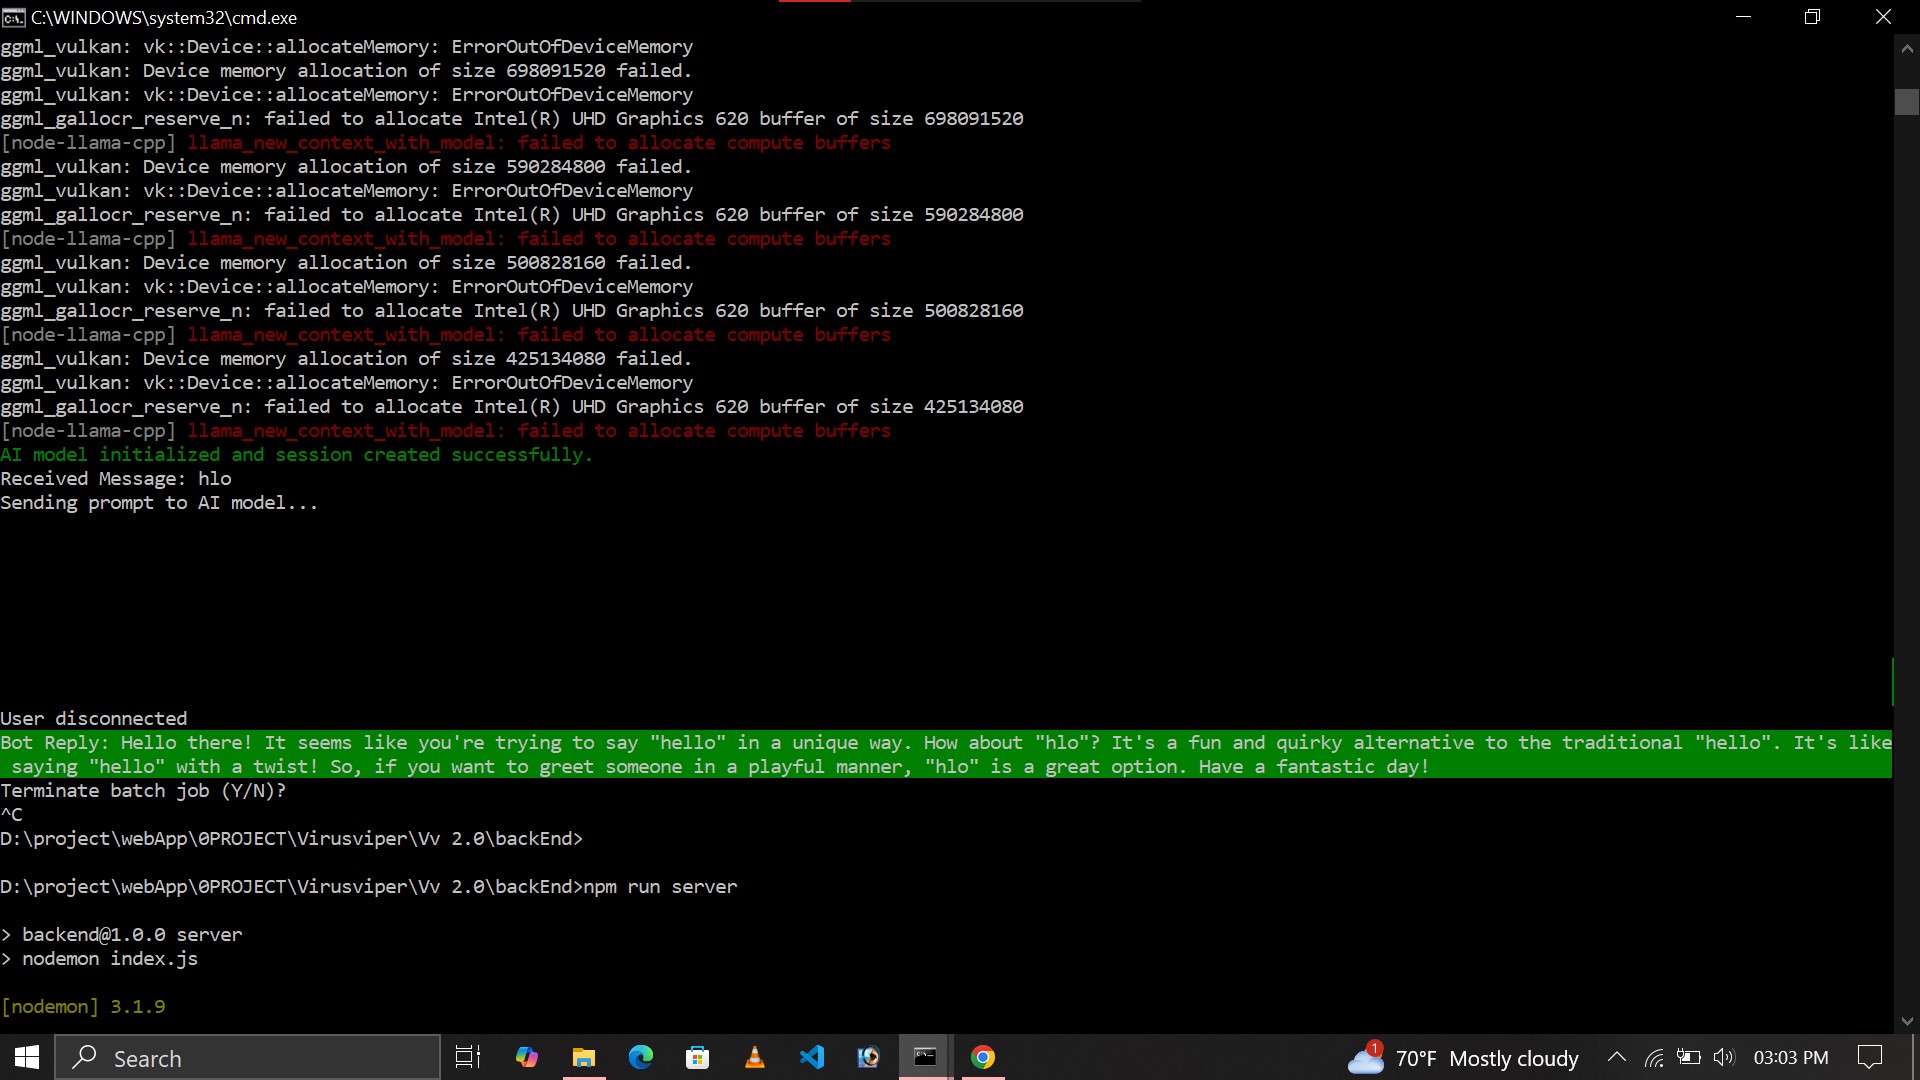 C:\WINDOWS\system32\cmd.exe
ggml_vulkan: vk::Device::allocateMemory: ErrorOutOfDeviceMemory
ggml_vulkan: Device memory allocation of size 698091520 failed.
ggml_vulkan: vk::Device::allocateMemory: ErrorOutOfDeviceMemory
ggml_gallocr_reserve_n: failed to allocate Intel(R) UHD Graphics 620 buffer of size 698091520
[node-llama-cpp] llama_new_context_with_model: failed to allocate compute buffers
ggml_vulkan: Device memory allocation of size 590284800 failed.
ggml_vulkan: vk::Device::allocateMemory: ErrorOutOfDeviceMemory
ggml_gallocr_reserve_n: failed to allocate Intel(R) UHD Graphics 620 buffer of size 590284800
[node-llama-cpp] llama_new_context_with_model: failed to allocate compute buffers
ggml_vulkan: Device memory allocation of size 500828160 failed.
ggml_vulkan: vk::Device::allocateMemory: ErrorOutOfDeviceMemory
ggml_gallocr_reserve_n: failed to allocate Intel(R) UHD Graphics 620 buffer of size 500828160
[node-llama-cpp] llama_new_context_with_model: failed to allocate compute buffers
ggml_vulkan: Device memory allocation of size 425134080 failed.
ggml_vulkan: vk::Device::allocateMemory: ErrorOutOfDeviceMemory
ggml_gallocr_reserve_n: failed to allocate Intel(R) UHD Graphics 620 buffer of size 425134080
[node-llama-cpp] llama_new_context_with_model: failed to allocate compute buffers
AI model initialized and session created successfully.
Received Message: hlo
Sending prompt to AI model...
User disconnected
Bot Reply: Hello there! It seems like you're trying to say "hello" in a unique way. How about "hlo"? It's a fun and quirky alternative to the traditional "hello". It's like
saying "hello" with a twist! So, if you want to greet someone in a playful manner, "hlo" is a great option. Have a fantastic day!
Terminate batch job (Y/N)?
^C
D:\project\webApp\0PROJECT\Virusviper\Vv 2.0\backEnd>
D:\project\webApp\0PROJECT\Virusviper\Vv 2.0\backEnd>npm run server
> backend@1.0.0 server
> nodemon index.js
[nodemon] 3.1.9
Search
1
70°F Mostly cloudy
03:03 PM